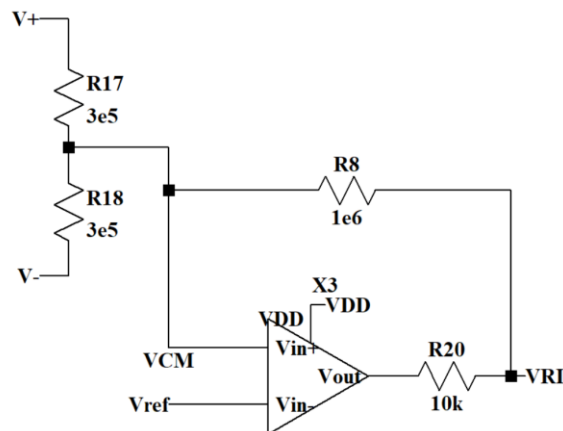 V+
R17
3e5
R18
3e5
V-
R8
1e6
X3
VDD
VDD
Vin+
VCM
Vout
R20
VRI
10k
Vref
Vin-